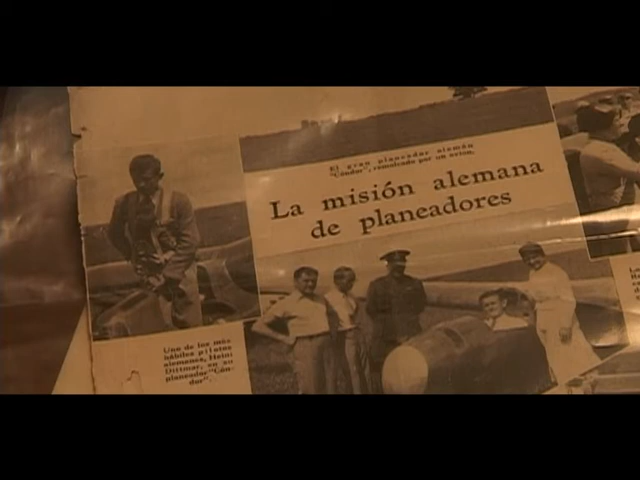 El gran planeador alemán
"Cóndor", remolcado por un avión.
La misión alemana
de planeadores
Uno de los más
hábiles pilotos
alemanes, Heini
Dittmar, en su
planeador "Cón-
dor".